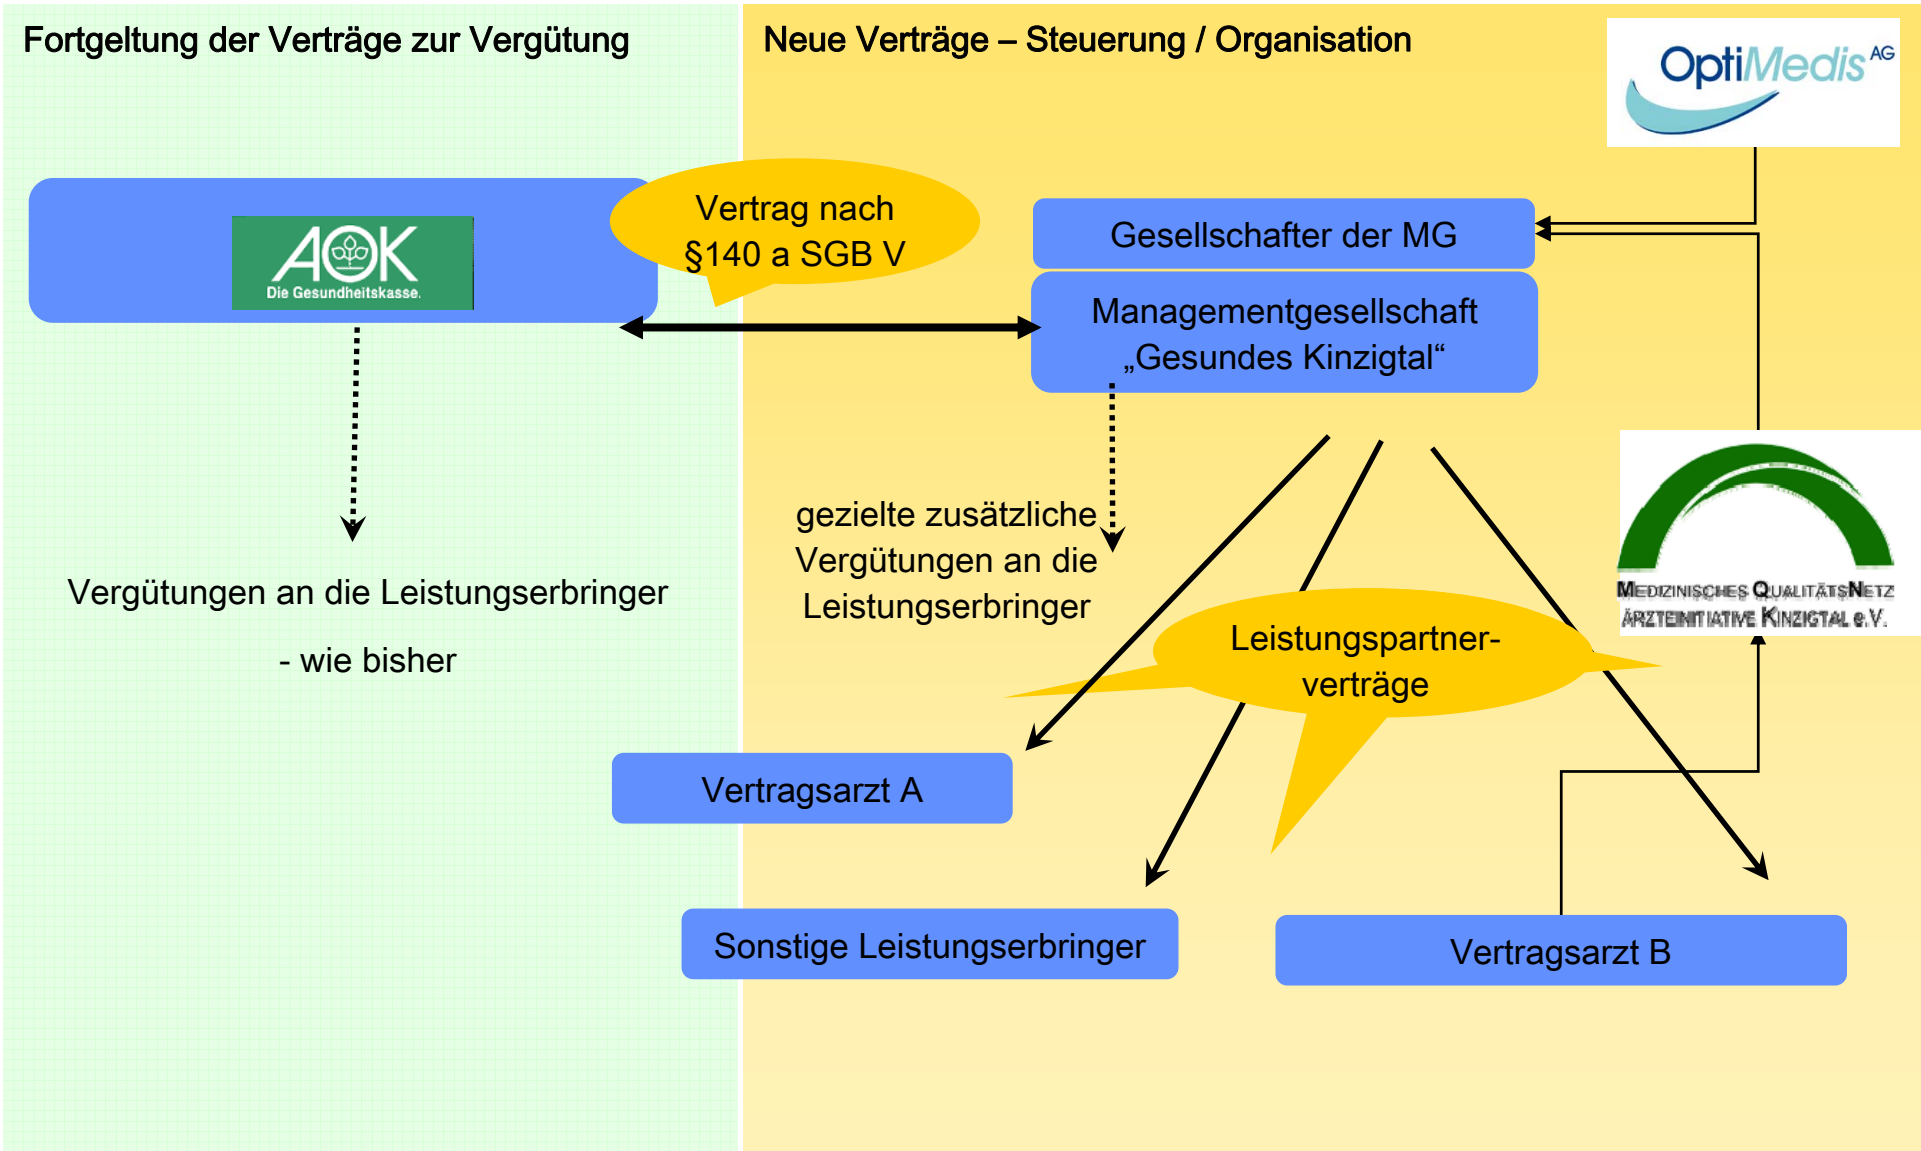 Fortgeltung der Verträge zur Vergütung
Neue Verträge – Steuerung / Organisation
OptiMedis AG
AOK
Die Gesundheitskasse.
Vertrag nach
§140 a SGB V
Gesellschafter der MG
Managementgesellschaft
„Gesundes Kinzigtal“
gezielte zusätzliche
Vergütungen an die
Leistungserbringer
Vergütungen an die Leistungserbringer
- wie bisher
MEDIZINISCHES QUALITÄTSNETZ
ÄRZTEINITIATIVE KINZIGTAL e.V.
Leistungspartner-
verträge
Vertragsarzt A
Sonstige Leistungserbringer
Vertragsarzt B